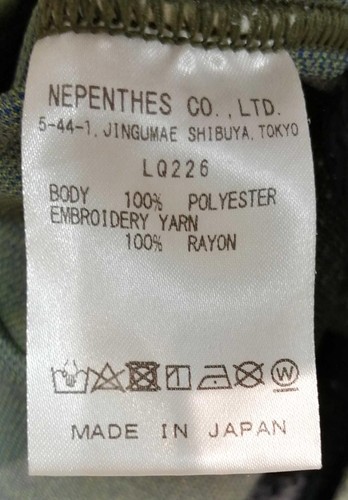 NEPENTHES CO.,LTD.
5-44-1, JINGUMAE SHIBUYA, TOKYO
LQ226
BODY 100% POLYESTER
EMBROIDERY YARN
100% RAYON
W
MADE IN JAPAN